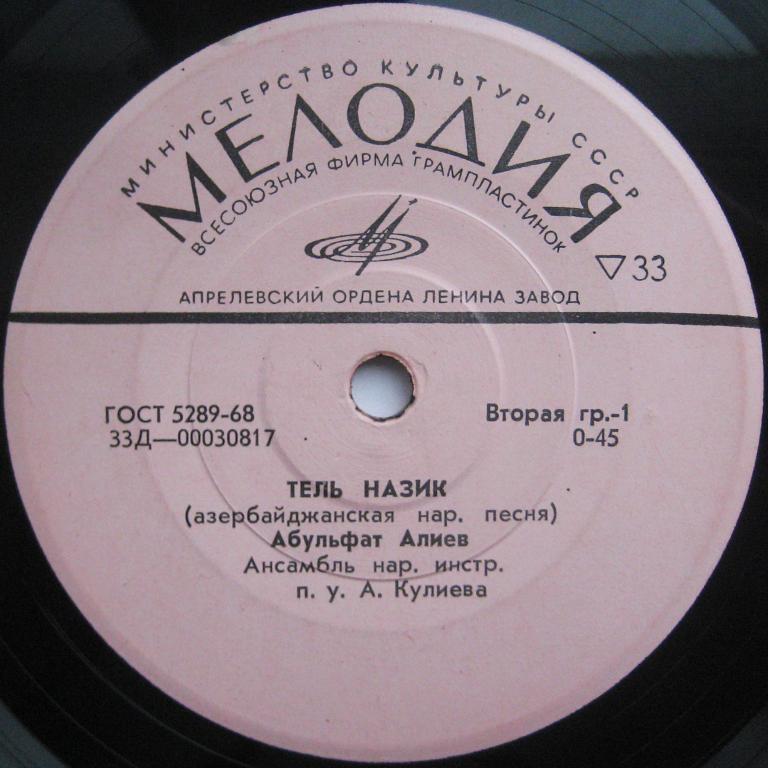 МИНИСТЕРСТВО КУЛЬТУРЫ СССР
МЕЛОДИЯ
ВСЕСОЮЗНАЯ ФИРМА ГРАМПЛАСТИНОК
▽33
АПРЕЛЕВСКИЙ ОРДЕНА ЛЕНИНА ЗАВОД
ГОСТ 5289-68 Вторая гр.-1
33Д—00030817 0-45
ТЕЛЬ НАЗИК
(азербайджанская нар. песня)
Абульфат Алиев
Ансамбль нар. инстр.
п. у. А. Кулиева